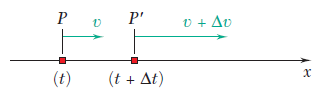 P v P′ v + Δv
x
(t) (t + Δt)